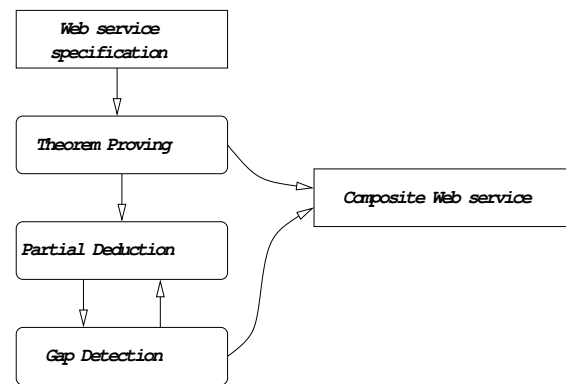 Web service
specification
Theorem Proving
Composite Web service
Partial Deduction
Gap Detection